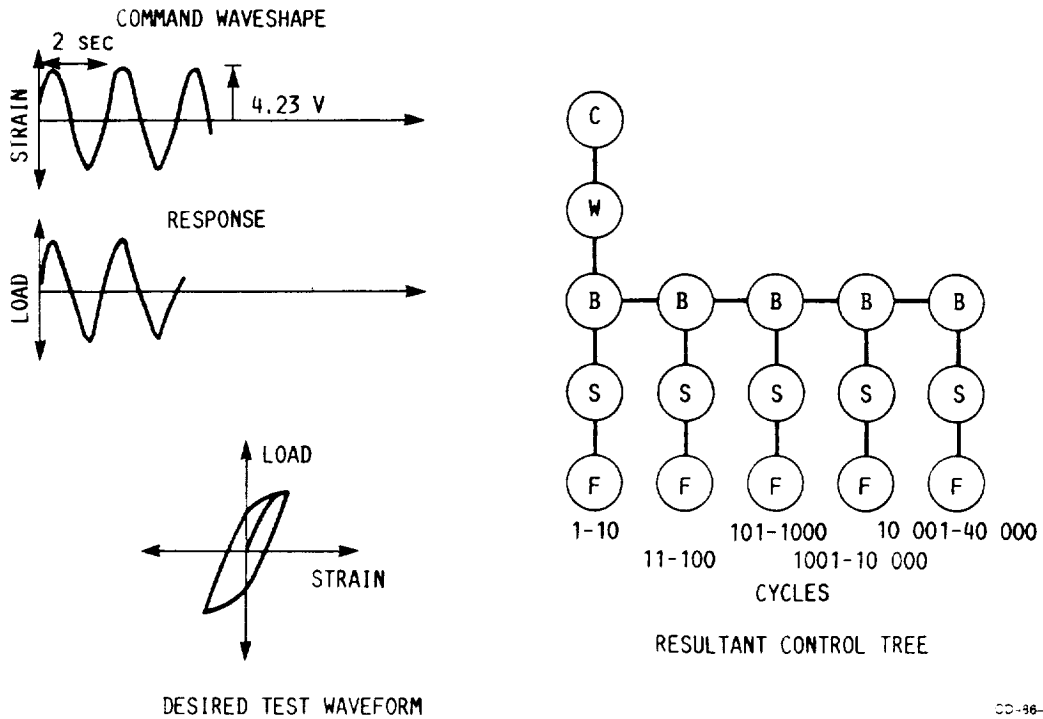 COMMAND WAVESHAPE
2 SEC
4.23 V
STRAIN
RESPONSE
LOAD
LOAD
STRAIN
DESIRED TEST WAVEFORM
C
W
B B B B B
S S S S S
F F F F F
1-10 101-1000 10 001-40 000
11-100 1001-10 000
CYCLES
RESULTANT CONTROL TREE